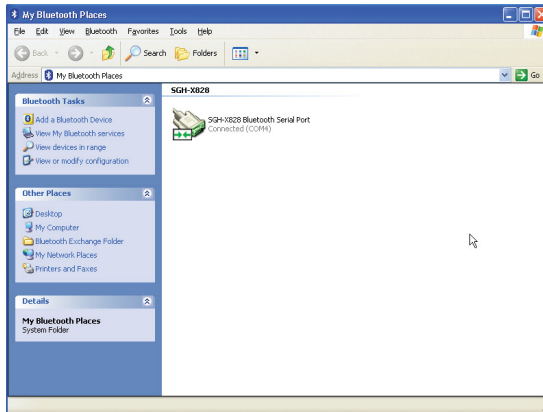 My Bluetooth Places
File Edit View Bluetooth Favorites Tools Help
Back Search Folders
Address My Bluetooth Places Go
Bluetooth Tasks
Add a Bluetooth Device
View My Bluetooth services
View devices in range
View or modify configuration
Other Places
Desktop
My Computer
Bluetooth Exchange Folder
My Network Places
Printers and Faxes
Details
My Bluetooth Places
System Folder
SGH-X828
SGH-X828 Bluetooth Serial Port
Connected (COM4)